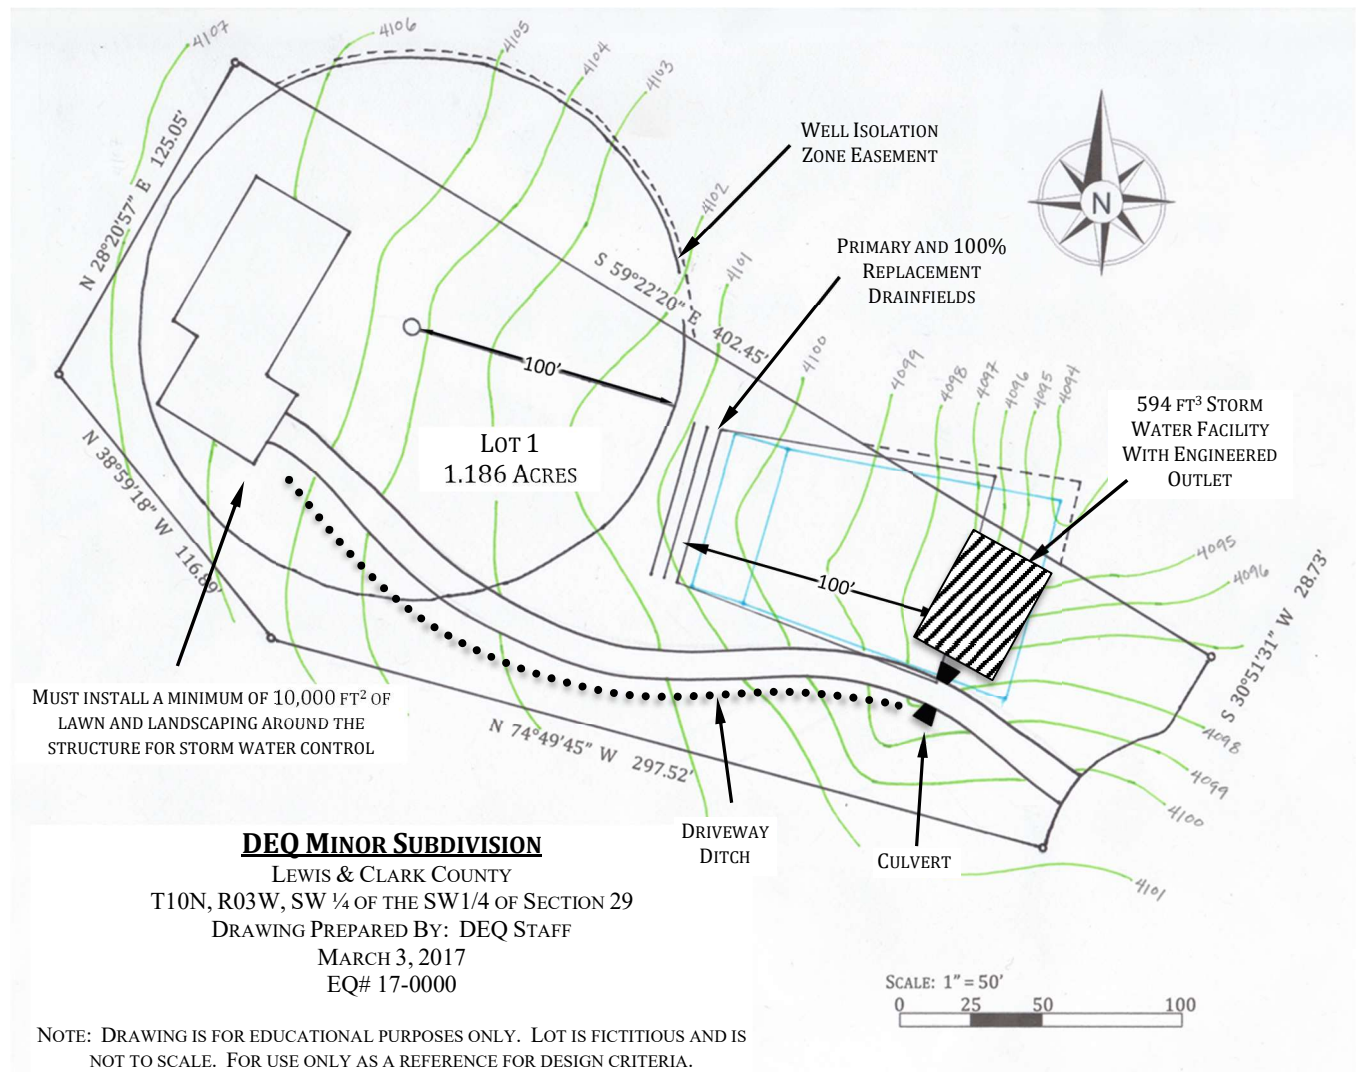 4107
4106
4105
4104
4103
4102
4101
4100
4099
4098
4097
4096
4095
4094
N 28°20'57" E 125.05'
WELL ISOLATION
ZONE EASEMENT
N
PRIMARY AND 100%
REPLACEMENT
DRAINFIELDS
S 59°22'20" E 402.45'
100'
LOT 1
1.186 ACRES
594 FT³ STORM
WATER FACILITY
WITH ENGINEERED
OUTLET
N 38°59'18" W 116.89'
100'
4095
4096
S 30°51'31" W 28.73'
4098
4099
4100
4101
MUST INSTALL A MINIMUM OF 10,000 FT² OF
LAWN AND LANDSCAPING AROUND THE
STRUCTURE FOR STORM WATER CONTROL
N 74°49'45" W 297.52'
DRIVEWAY
DITCH
CULVERT
DEQ MINOR SUBDIVISION
LEWIS & CLARK COUNTY
T10N, R03W, SW ¼ OF THE SW1/4 OF SECTION 29
DRAWING PREPARED BY: DEQ STAFF
MARCH 3, 2017
EQ# 17-0000
NOTE: DRAWING IS FOR EDUCATIONAL PURPOSES ONLY. LOT IS FICTITIOUS AND IS
NOT TO SCALE. FOR USE ONLY AS A REFERENCE FOR DESIGN CRITERIA.
SCALE: 1" = 50'
0 25 50 100